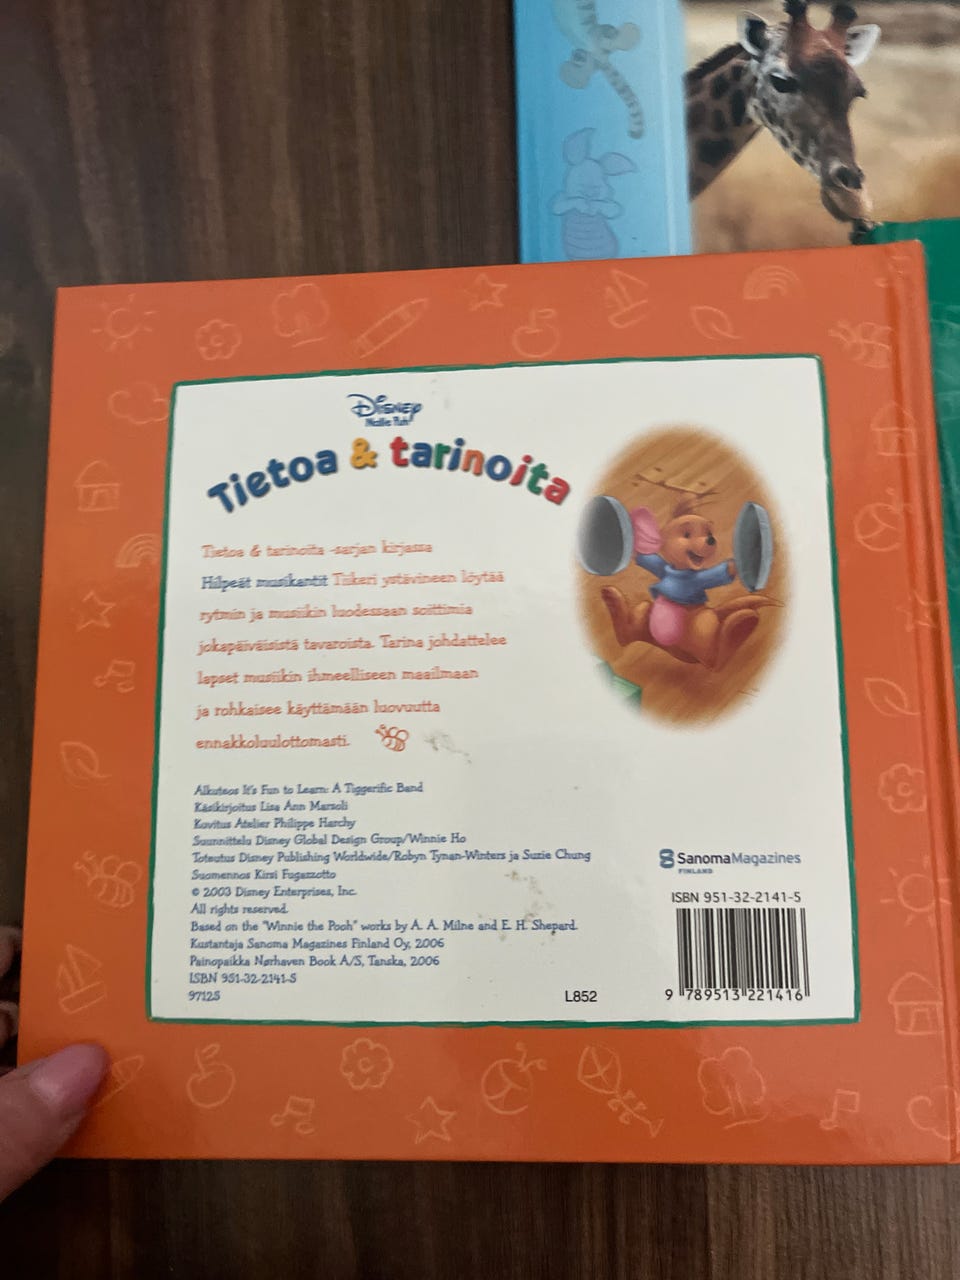 Disney
Nalle Puh
Tietoa & tarinoita
Tietoa & tarinoita -sarjan kirjassa
Hilpeät musikantit Tiikeri ystävineen löytää
rytmin ja musiikin luodessaan soittimia
jokapäiväisistä tavaroista. Tarina johdattelee
lapset musiikin ihmeelliseen maailmaan
ja rohkaisee käyttämään luovuutta
ennakkoluulottomasti.
Alkuteos It's Fun to Learn: A Tiggerific Band
Käsikirjoitus Lisa Ann Marsoli
Kuvitus Atelier Philippe Harchy
Suunnittelu Disney Global Design Group/Winnie Ho
Toteutus Disney Publishing Worldwide/Robyn Tynan-Winters ja Suzie Chung
Suomennos Kirsi Fugazzotto
© 2003 Disney Enterprises, Inc.
All rights reserved.
Based on the "Winnie the Pooh" works by A. A. Milne and E. H. Shepard.
Kustantaja Sanoma Magazines Finland Oy, 2006
Painopaikka Nørhaven Book A/S, Tanska, 2006
ISBN 951-32-2141-5
97125
L852
SanomaMagazines
FINLAND
ISBN 951-32-2141-5
9 789513 221416